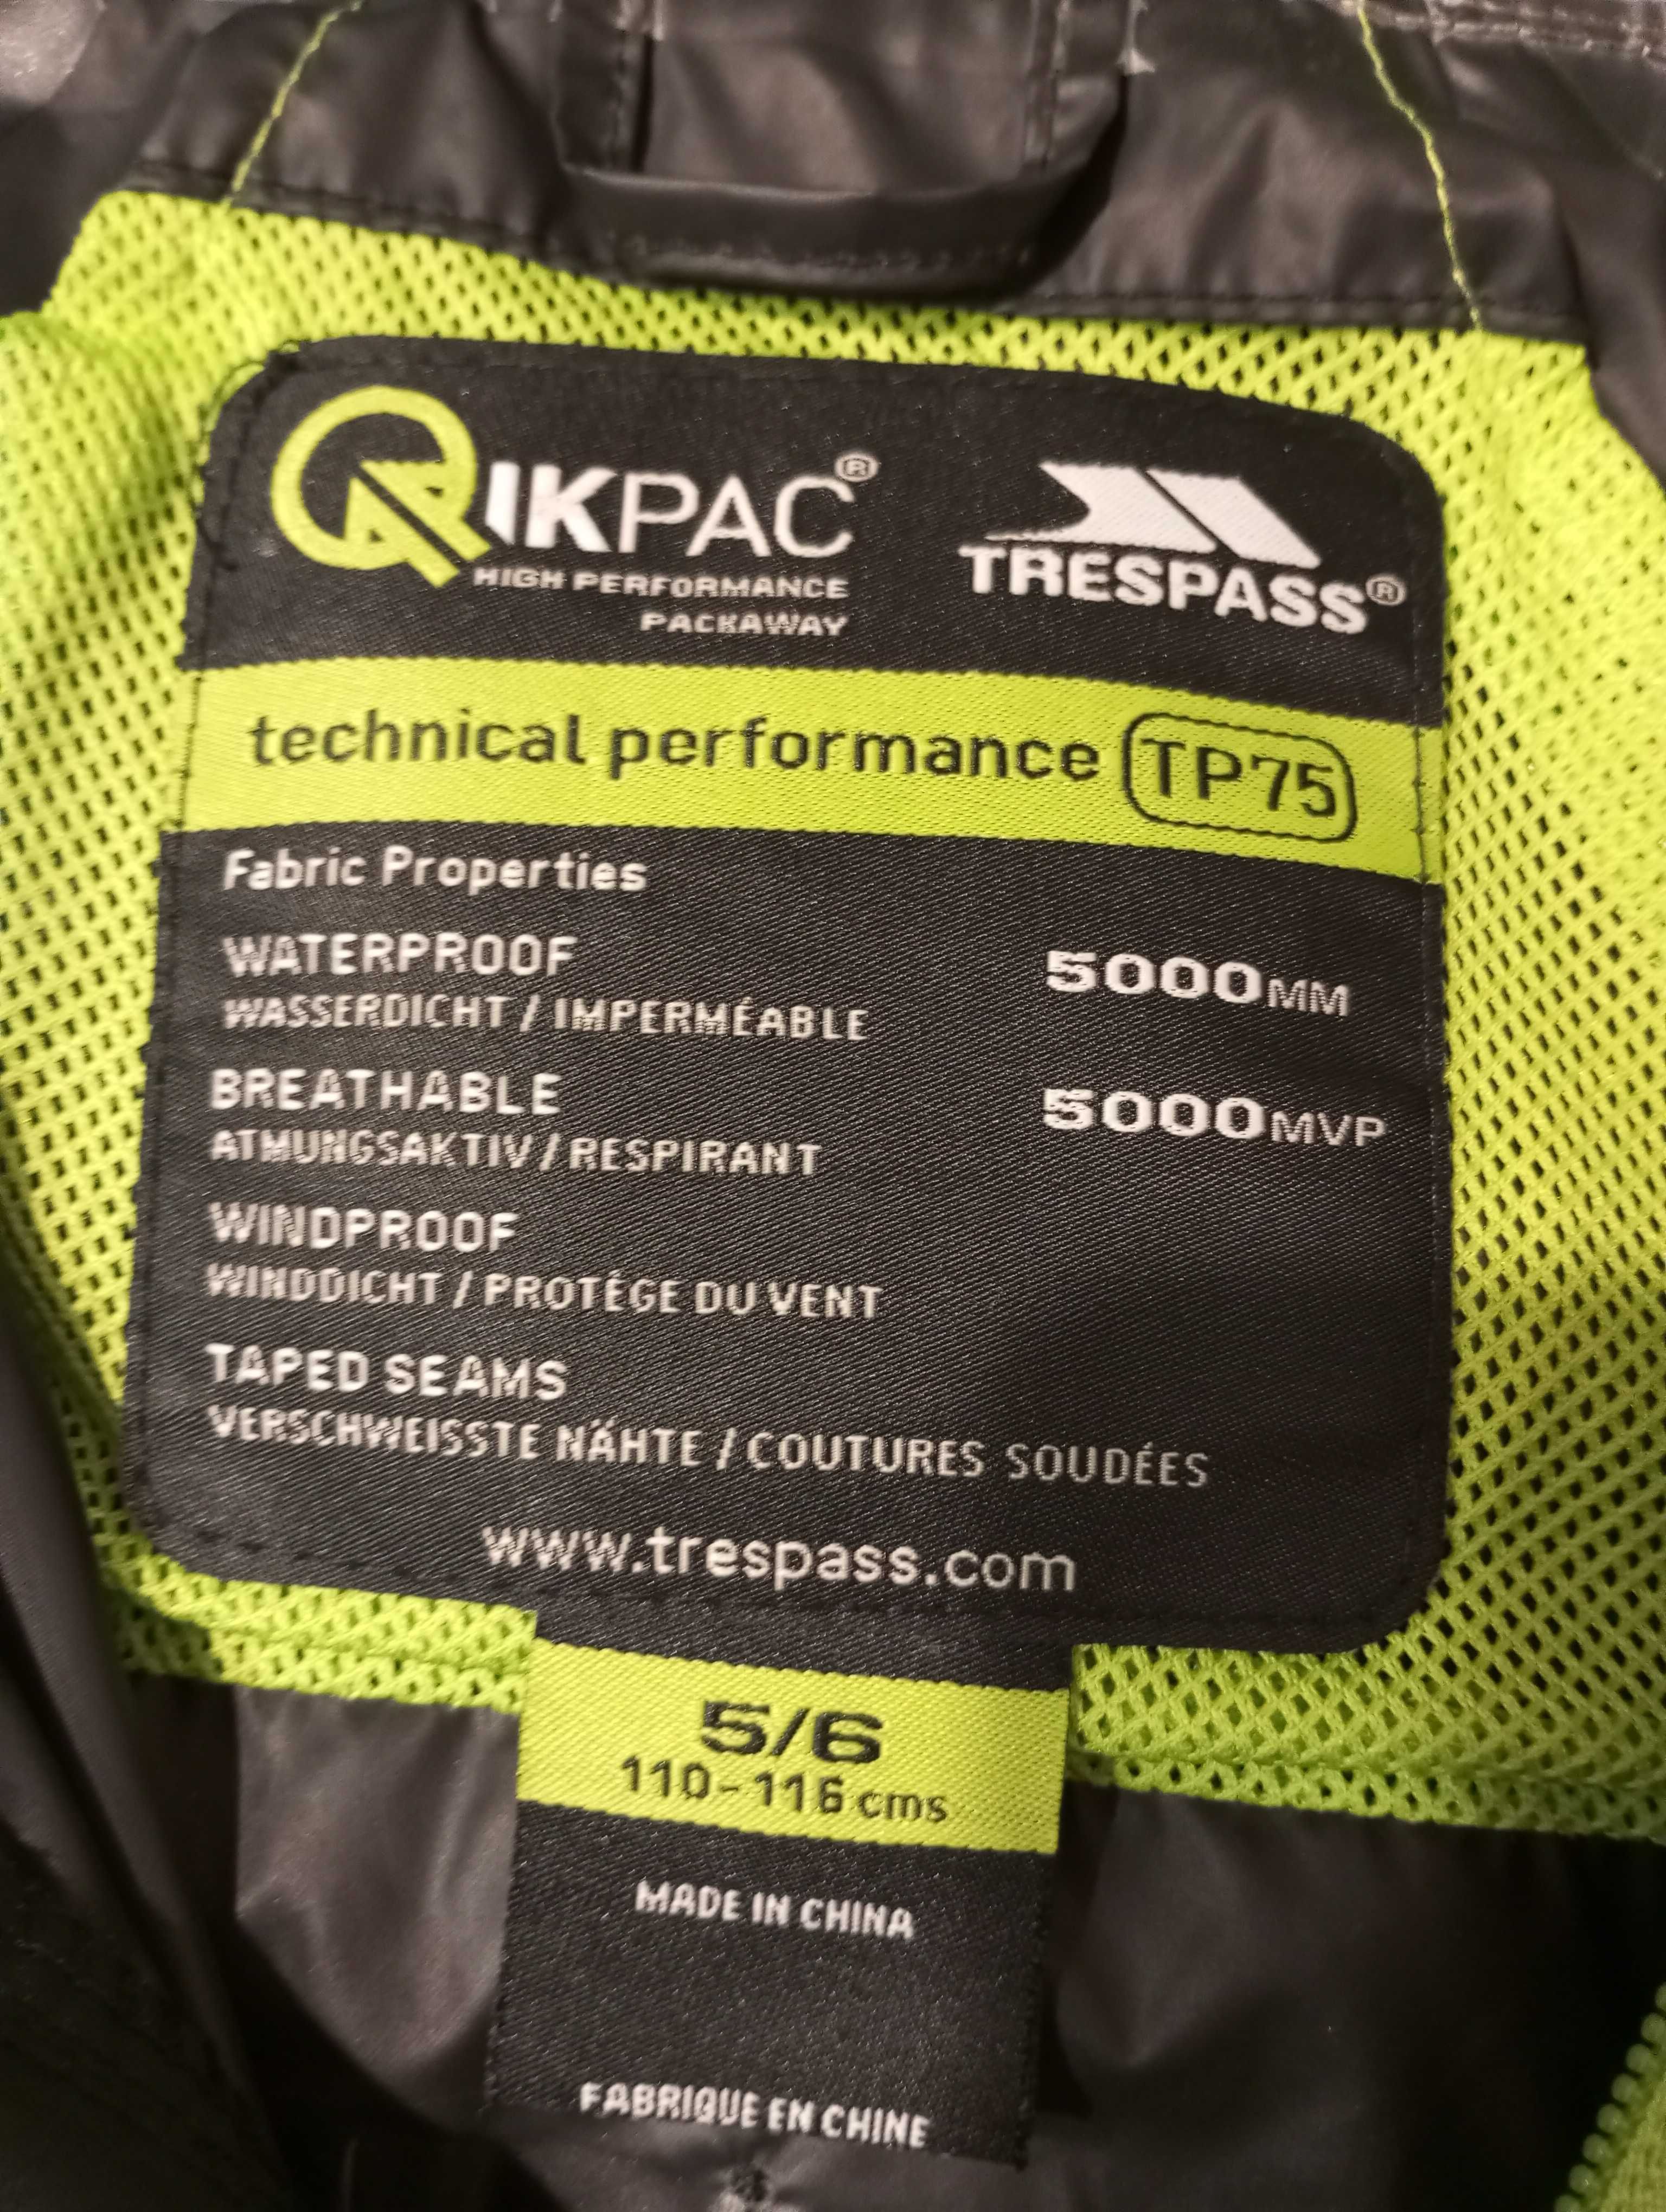 QIKPAC®
HIGH PERFORMANCE
PACKAWAY
TRESPASS®
technical performance TP75
Fabric Properties
WATERPROOF 5000MM
WASSERDICHT / IMPERMÉABLE
BREATHABLE 5000MVP
ATMUNGSAKTIV / RESPIRANT
WINDPROOF
WINDDICHT / PROTÉGE DU VENT
TAPED SEAMS
VERSCHWEISSTE NÄHTE / COUTURES SOUDÉES
www.trespass.com
5/6
110-116 cms
MADE IN CHINA
FABRIQUE EN CHINE